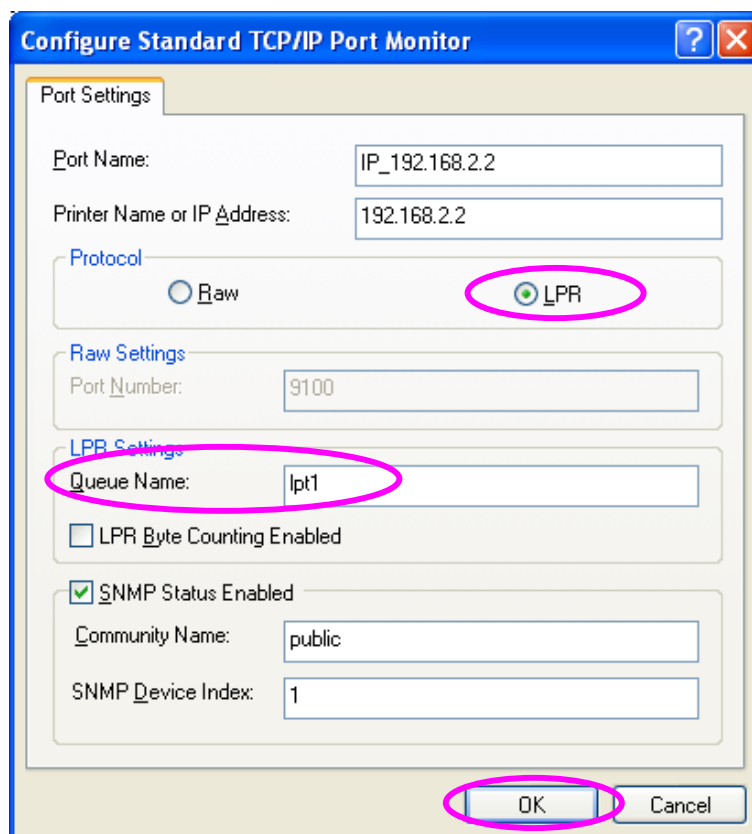 Configure Standard TCP/IP Port Monitor
?
Port Settings
Port Name: IP_192.168.2.2
Printer Name or IP Address: 192.168.2.2
Protocol
Raw LPR
Raw Settings
Port Number: 9100
LPR Settings
Queue Name: lpt1
LPR Byte Counting Enabled
SNMP Status Enabled
Community Name: public
SNMP Device Index: 1
OK Cancel